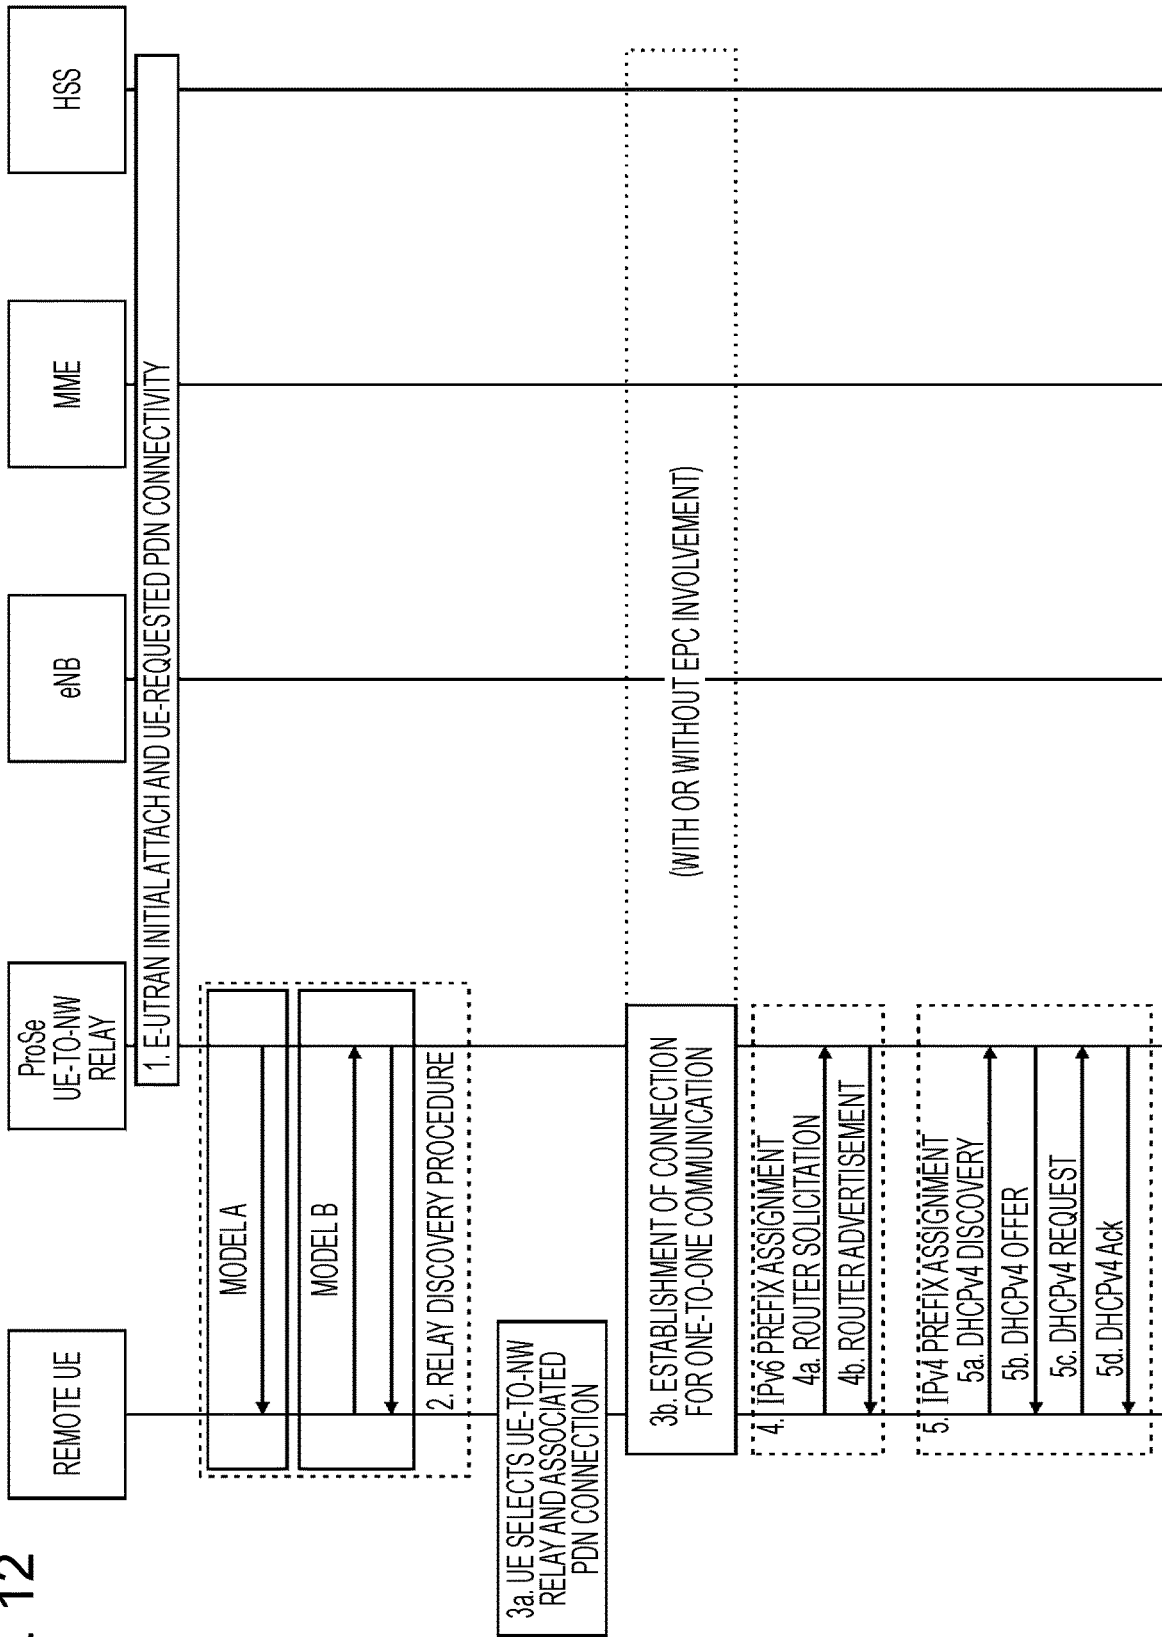 . 12
REMOTE UE
ProSe
UE-TO-NW
RELAY
eNB
MME
HSS
1. E-UTRAN INITIAL ATTACH AND UE-REQUESTED PDN CONNECTIVITY
MODEL A
MODEL B
2. RELAY DISCOVERY PROCEDURE
3a. UE SELECTS UE-TO-NW
RELAY AND ASSOCIATED
PDN CONNECTION
3b. ESTABLISHMENT OF CONNECTION
FOR ONE-TO-ONE COMMUNICATION
(WITH OR WITHOUT EPC INVOLVEMENT)
4. IPv6 PREFIX ASSIGNMENT
4a. ROUTER SOLICITATION
4b. ROUTER ADVERTISEMENT
5. IPv4 PREFIX ASSIGNMENT
5a. DHCPv4 DISCOVERY
5b. DHCPv4 OFFER
5c. DHCPv4 REQUEST
5d. DHCPv4 Ack